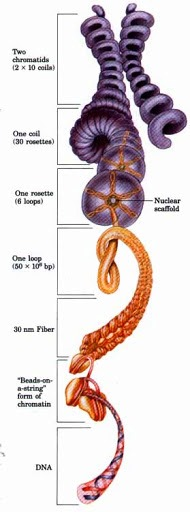 Two
chromatids
(2 × 10 coils)
One coil
(30 rosettes)
One rosette
(6 loops)
Nuclear
scaffold
One loop
(50 × 10⁶ bp)
30 nm Fiber
"Beads-on-
a-string"
form of
chromatin
DNA